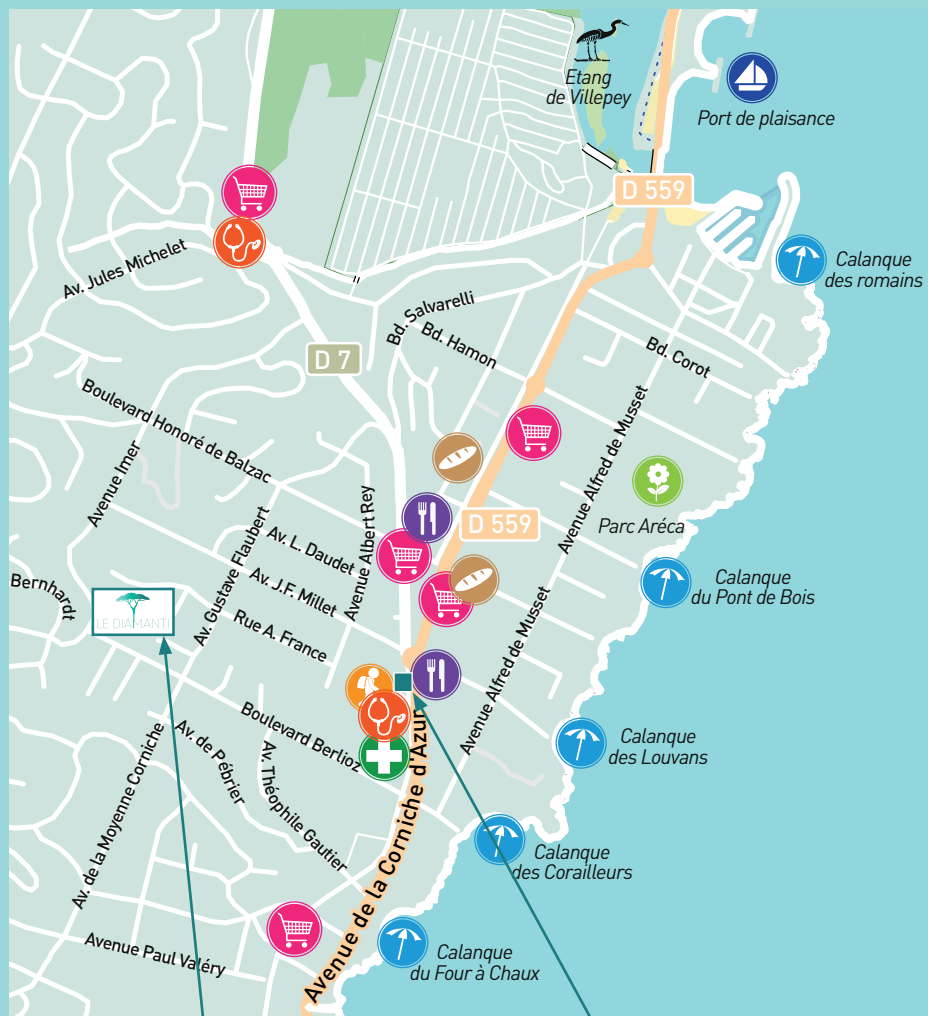 Etang
de Villepey
Port de plaisance
D 559
Calanque
des romains
Av. Jules Michelet
Bd. Salvarelli
Bd. Hamon
D 7
Bd. Corot
Boulevard Honoré de Balzac
Avenue Imer
Avenue Alfred de Musset
Parc Aréca
D 559
Avenue Albert Rey
Av. L. Daudet
Av. Gustave Flaubert
Av. J.F. Millet
Calanque
du Pont de Bois
Bernhardt
LE DIAMANTI
Rue A. France
Avenue Alfred de Musset
Boulevard Berlioz
Calanque
des Louvans
Av. de Pébrier
Av. Théophile Gautier
Av. de la Moyenne Corniche
Avenue de la Corniche d'Azur
Calanque
des Corailleurs
Avenue Paul Valéry
Calanque
du Four à Chaux